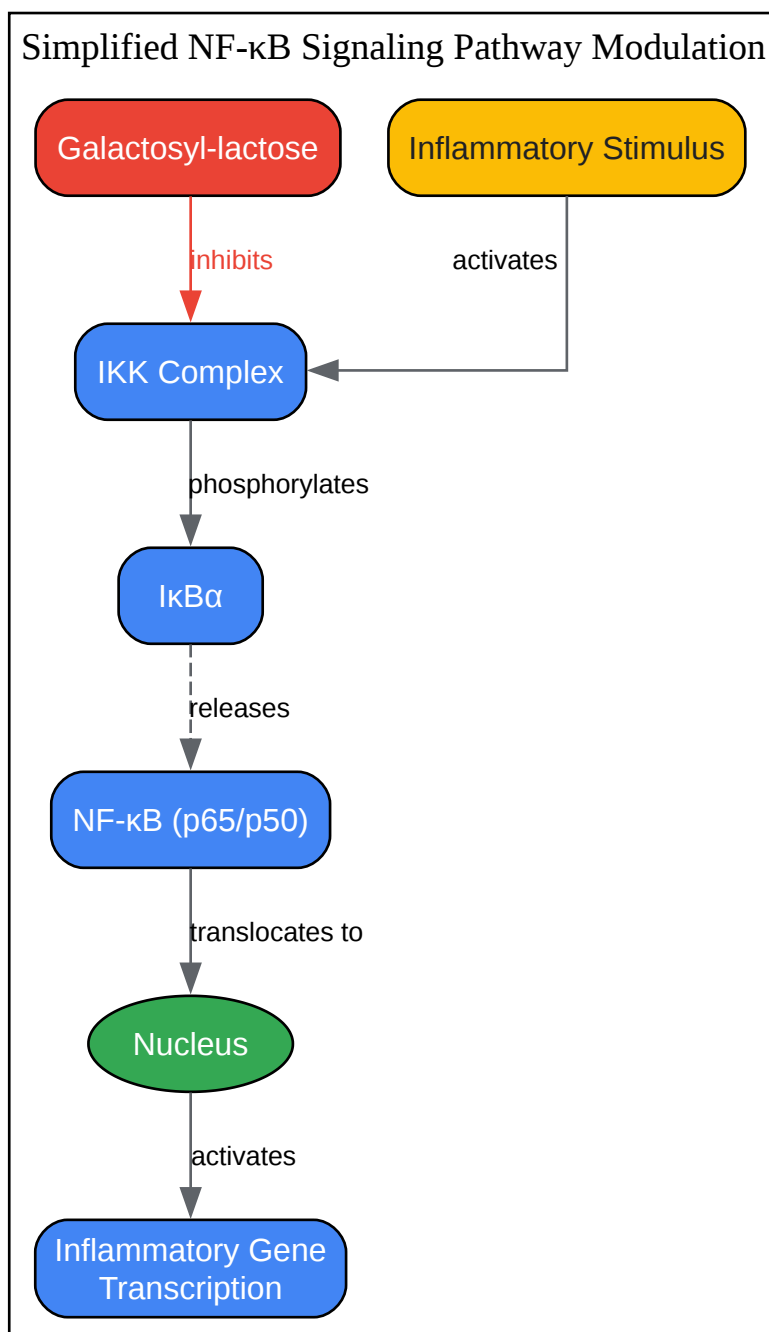 Simplified NF-κB Signaling Pathway Modulation
Galactosyl-lactose
Inflammatory Stimulus
inhibits
activates
IKK Complex
phosphorylates
IκBα
releases
NF-κB (p65/p50)
translocates to
Nucleus
activates
Inflammatory Gene
Transcription